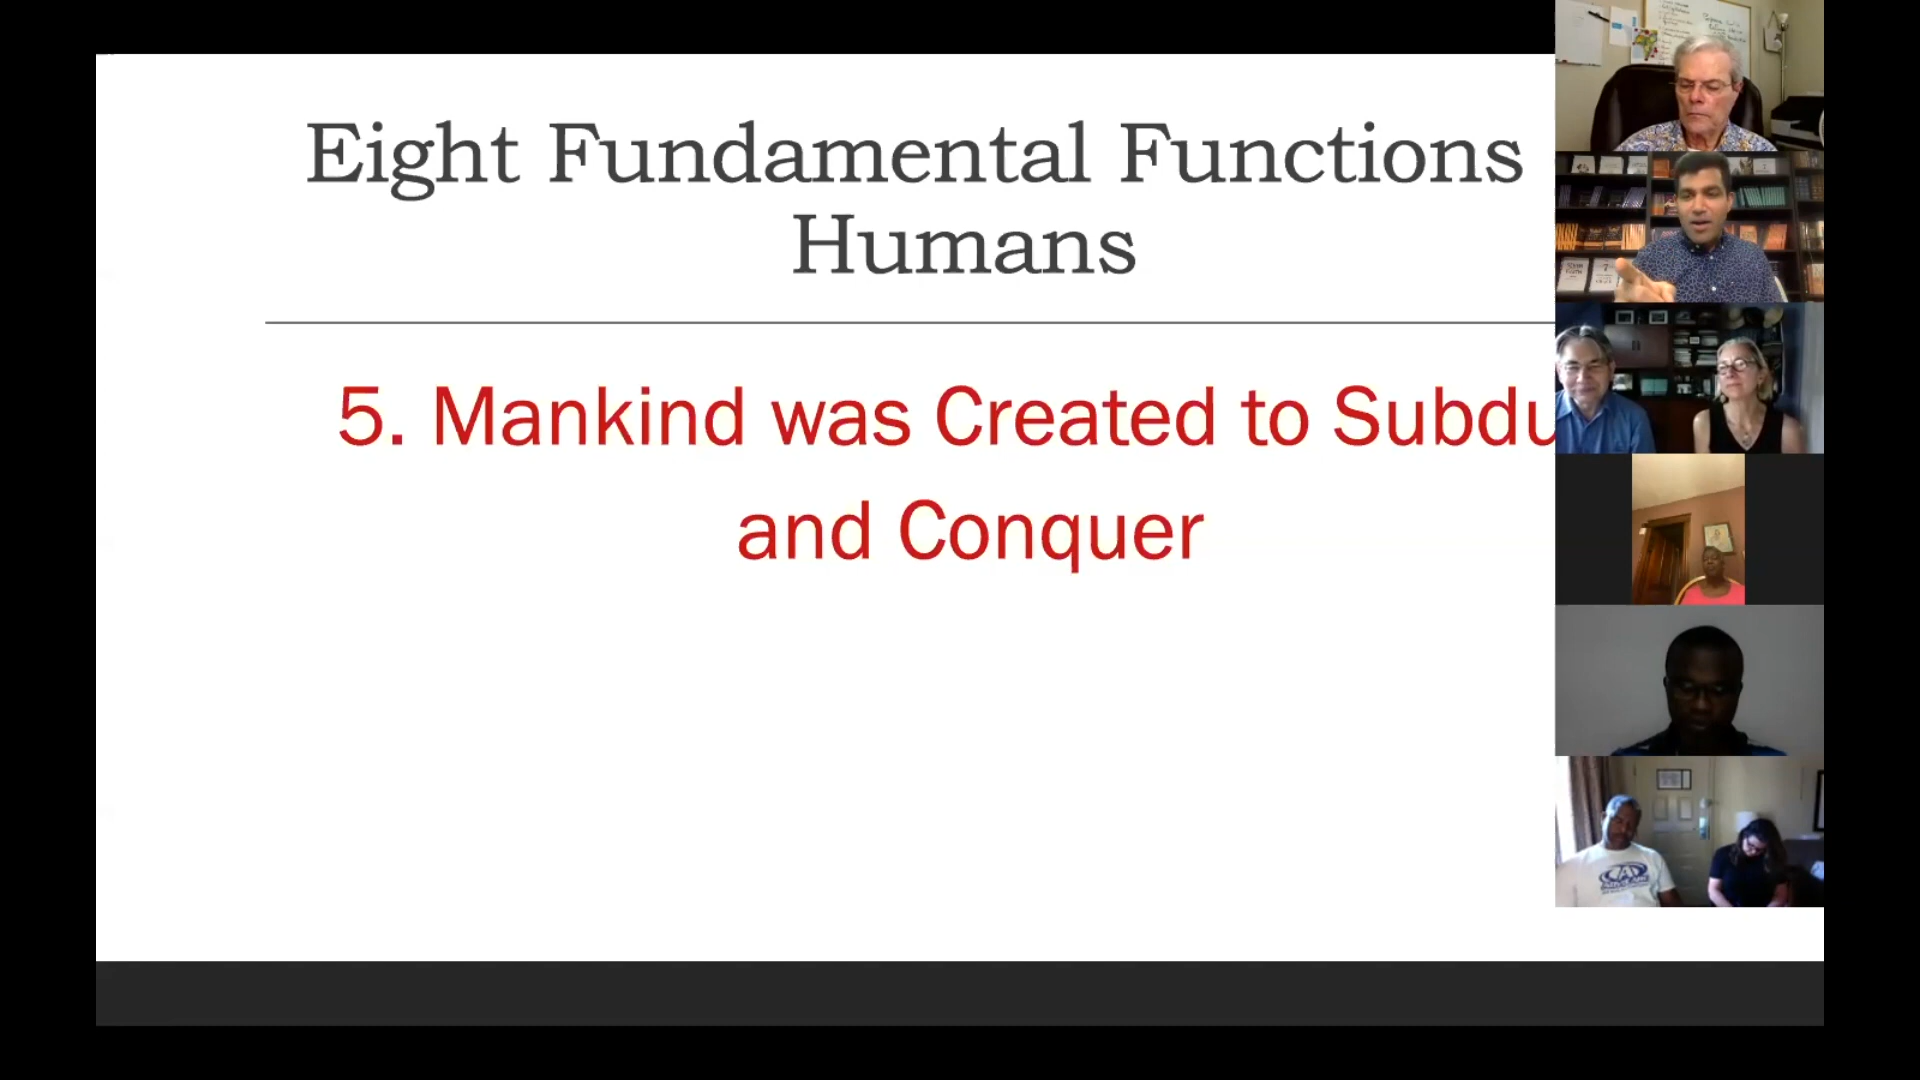 Eight Fundamental Functions
Humans
5. Mankind was Created to Subdu
and Conquer